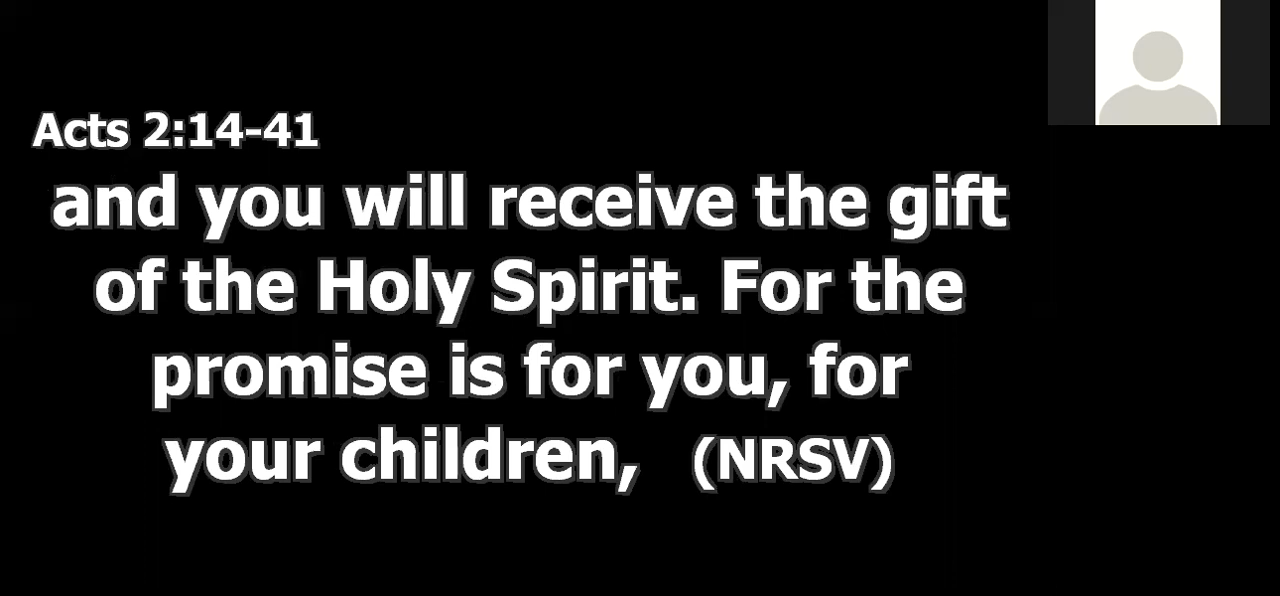 Acts 2:14-41
and you will receive the gift
of the Holy Spirit. For the
promise is for you, for
your children, (NRSV)